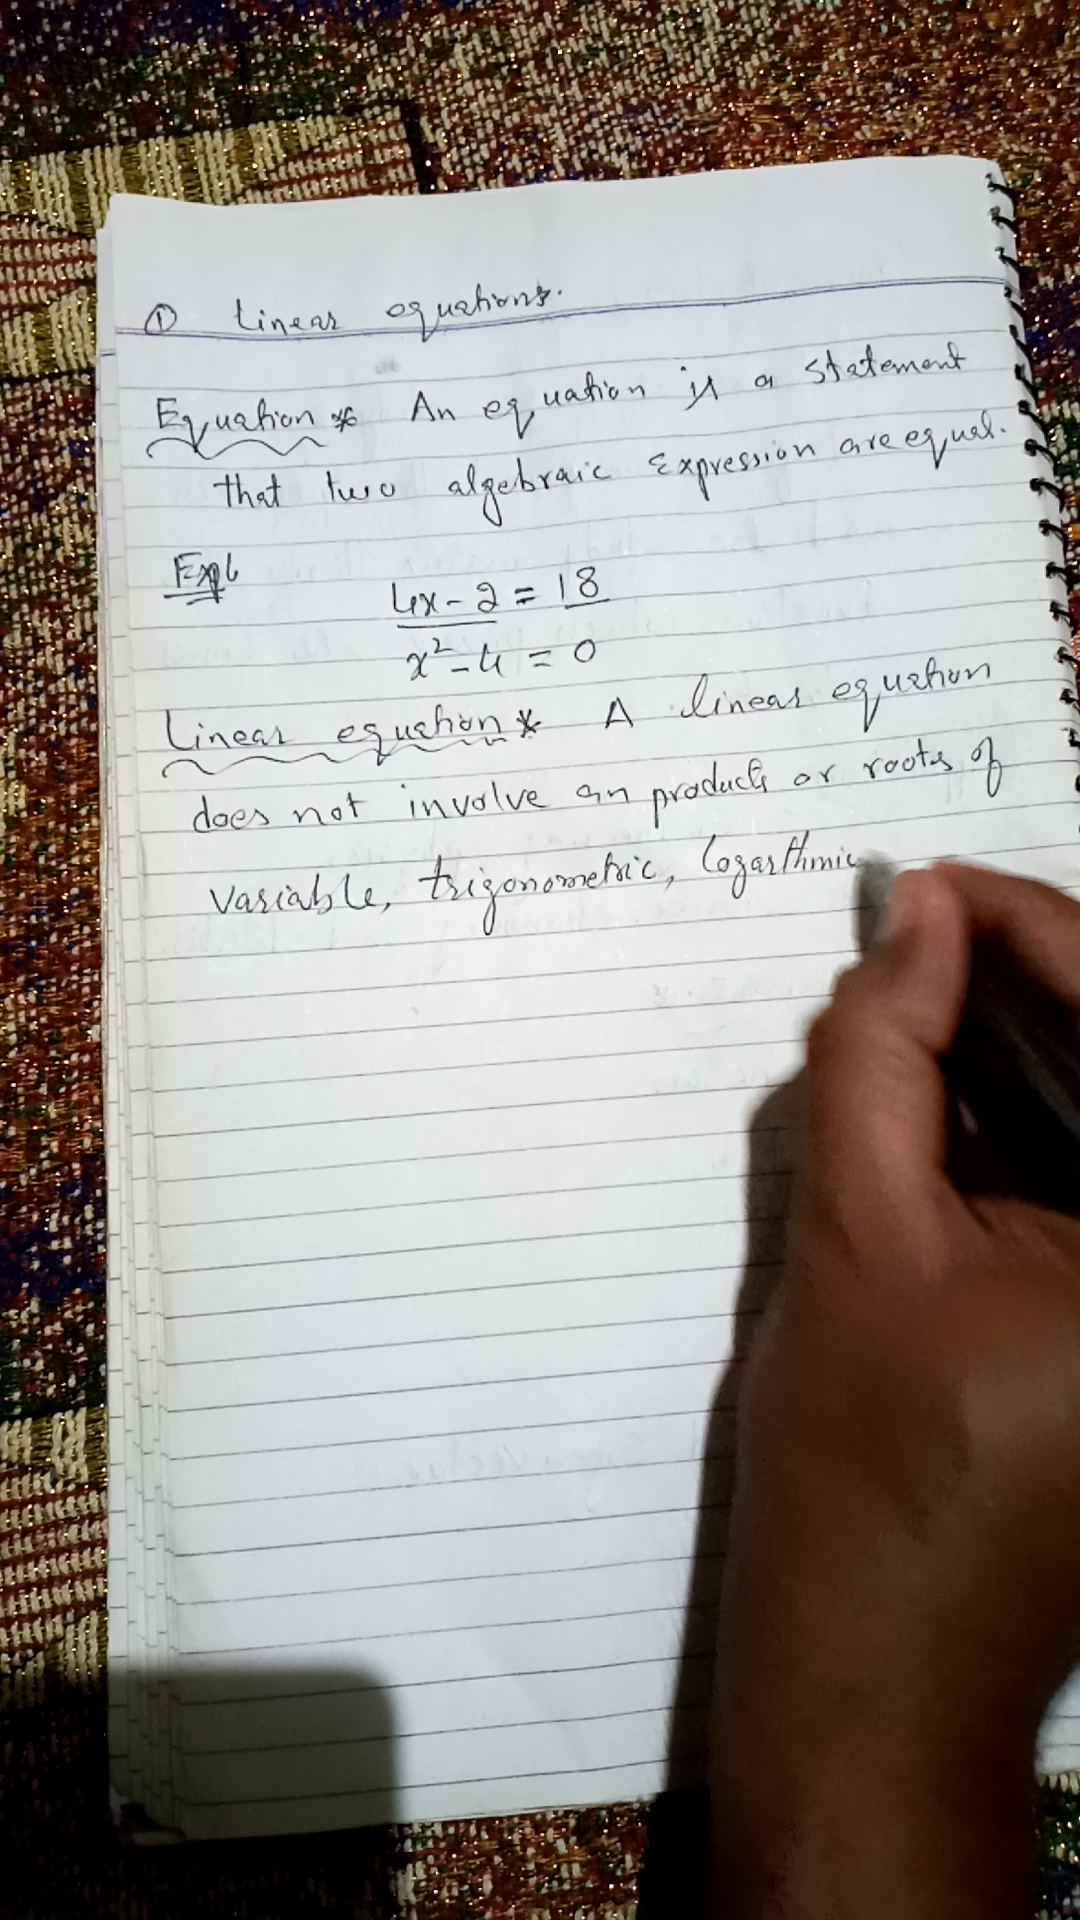 ① Linear equations.
Equation * An equation is a statement
that two algebraic Expression are equal.
Expl
4x - 2 = 18
x² - 4 = 0
Linear equation * A linear equation
does not involve an products or roots of
variable, trigonometric, logarthmic